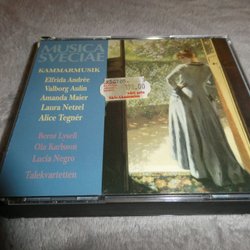 MUSICA
SVECIAE
KAMMARMUSIK
Elfrida Andrée
Valborg Aulin
Amanda Maier
Laura Netzel
Alice Tegnér
Bernt Lysell
Ola Karlsson
Lucia Negro
Talekvartetten